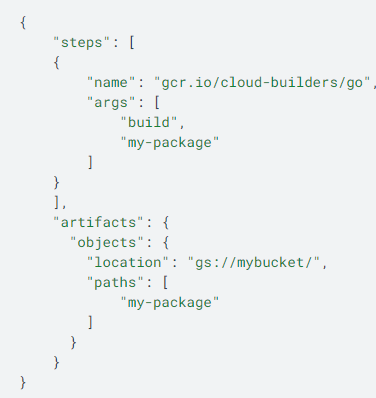 {
    "steps": [
    {
        "name": "gcr.io/cloud-builders/go",
        "args": [
            "build",
            "my-package"
        ]
    }
    ],
    "artifacts": {
      "objects": {
        "location": "gs://mybucket/",
        "paths": [
            "my-package"
        ]
      }
    }
}